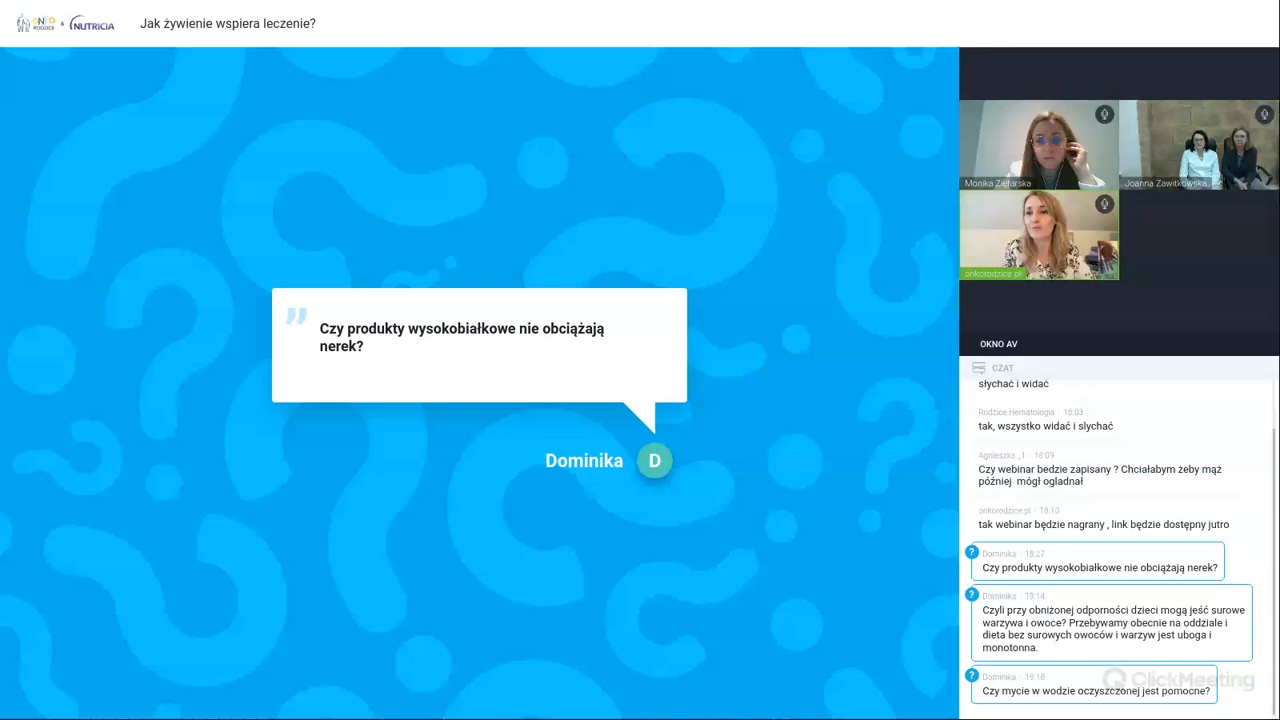 ONKO
RODZICE
&
NUTRICIA
Jak żywienie wspiera leczenie?
Czy produkty wysokobiałkowe nie obciążają
nerek?
Dominika
D
Monika Ziętarska
Joanna Zawitkowska
onkorodzice.pl
OKNO AV
CZAT
słychać i widać
Rodzice Hematologia · 18:03
tak, wszystko widać i slychać
Agnieszka _1 · 18:09
Czy webinar bedzie zapisany ? Chciałabym żeby mąż
później mógł ogladnał
onkorodzice.pl · 18:10
tak webinar będzie nagrany , link będzie dostępny jutro
?
Dominika · 18:27
Czy produkty wysokobiałkowe nie obciążają nerek?
?
Dominika · 19:14
Czyli przy obniżonej odporności dzieci mogą jeść surowe
warzywa i owoce? Przebywamy obecnie na oddziale i
dieta bez surowych owoców i warzyw jest uboga i
monotonna.
?
Dominika · 19:18
Czy mycie w wodzie oczyszczonej jest pomocne?
ClickMeeting